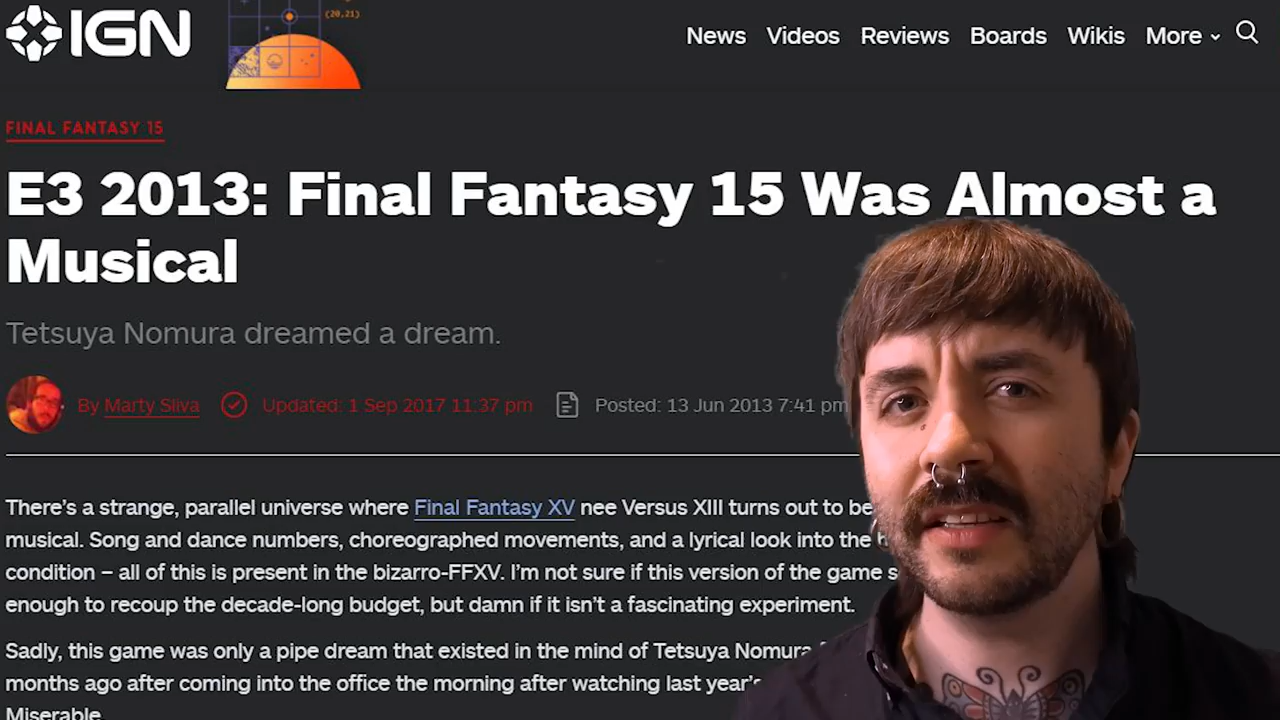 IGN
(20,21)
News Videos Reviews Boards Wikis More
FINAL FANTASY 15
E3 2013: Final Fantasy 15 Was Almost a
Musical
Tetsuya Nomura dreamed a dream.
By Marty Sliva Updated: 1 Sep 2017 11:37 pm Posted: 13 Jun 2013 7:41 pm
There's a strange, parallel universe where Final Fantasy XV nee Versus XIII turns out to be
musical. Song and dance numbers, choreographed movements, and a lyrical look into the
condition – all of this is present in the bizarro-FFXV. I'm not sure if this version of the game
enough to recoup the decade-long budget, but damn if it isn't a fascinating experiment.
Sadly, this game was only a pipe dream that existed in the mind of Tetsuya Nomura
months ago after coming into the office the morning after watching last year's
Miserable